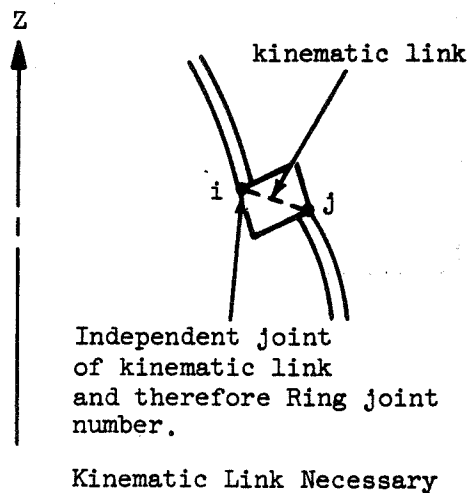 Z
kinematic link
i
j
Independent joint
of kinematic link
and therefore Ring joint
number.
Kinematic Link Necessary